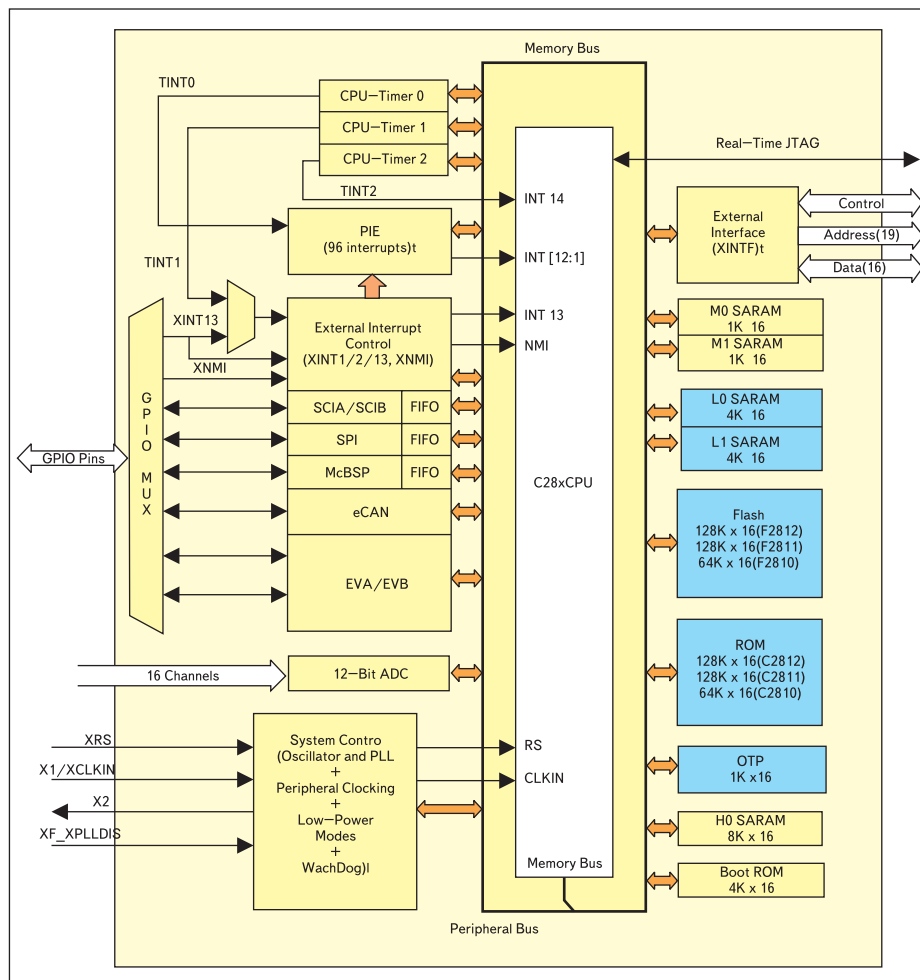 Memory Bus
TINT0
CPU-Timer 0
CPU-Timer 1
CPU-Timer 2
TINT2
Real-Time JTAG
INT 14
PIE
(96 interrupts)t
INT [12:1]
External
Interface
(XINTF)t
Control
Address(19)
Data(16)
TINT1
XINT13
XNMI
External Interrupt
Control
(XINT1/2/13, XNMI)
INT 13
NMI
M0 SARAM
1K 16
M1 SARAM
1K 16
GPIO Pins
GPIO MUX
SCIA/SCIB
FIFO
SPI
FIFO
McBSP
FIFO
eCAN
EVA/EVB
C28xCPU
L0 SARAM
4K 16
L1 SARAM
4K 16
Flash
128K x 16(F2812)
128K x 16(F2811)
64K x 16(F2810)
16 Channels
12-Bit ADC
ROM
128K x 16(C2812)
128K x 16(C2811)
64K x 16(C2810)
XRS
X1/XCLKIN
X2
XF_XPLLDIS
System Contro
(Oscillator and PLL
+
Peripheral Clocking
+
Low-Power
Modes
+
WachDog)l
RS
CLKIN
OTP
1K x16
H0 SARAM
8K x 16
Boot ROM
4K x 16
Memory Bus
Peripheral Bus